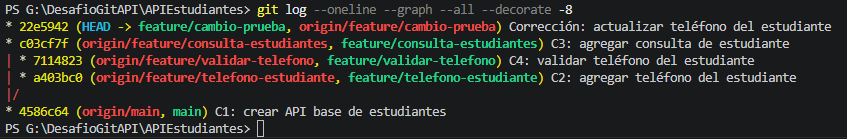 PS G:\DesafioGitAPI\APIEstudiantes> git log --oneline --graph --all --decorate -8
* 22e5942 (HEAD -> feature/cambio-prueba, origin/feature/cambio-prueba) Corrección: actualizar teléfono del estudiante
* c03cf7f (origin/feature/consulta-estudiantes, feature/consulta-estudiantes) C3: agregar consulta de estudiante
| * 7114823 (origin/feature/validar-telefono, feature/validar-telefono) C4: validar teléfono del estudiante
| * a403bc0 (origin/feature/telefono-estudiante, feature/telefono-estudiante) C2: agregar teléfono del estudiante
|/
* 4586c64 (origin/main, main) C1: crear API base de estudiantes
PS G:\DesafioGitAPI\APIEstudiantes>